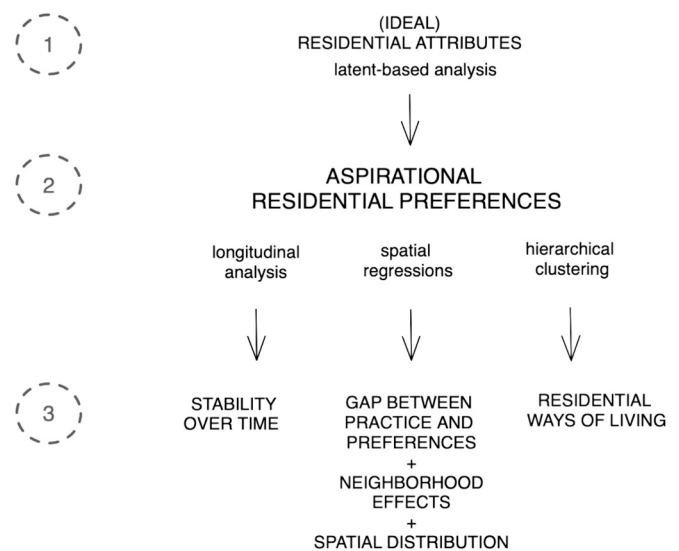 1
(IDEAL)
RESIDENTIAL ATTRIBUTES
latent-based analysis
2
ASPIRATIONAL
RESIDENTIAL PREFERENCES
longitudinal
analysis
spatial
regressions
hierarchical
clustering
3
STABILITY
OVER TIME
GAP BETWEEN
PRACTICE AND
PREFERENCES
+
NEIGHBORHOOD
EFFECTS
+
SPATIAL DISTRIBUTION
RESIDENTIAL
WAYS OF LIVING